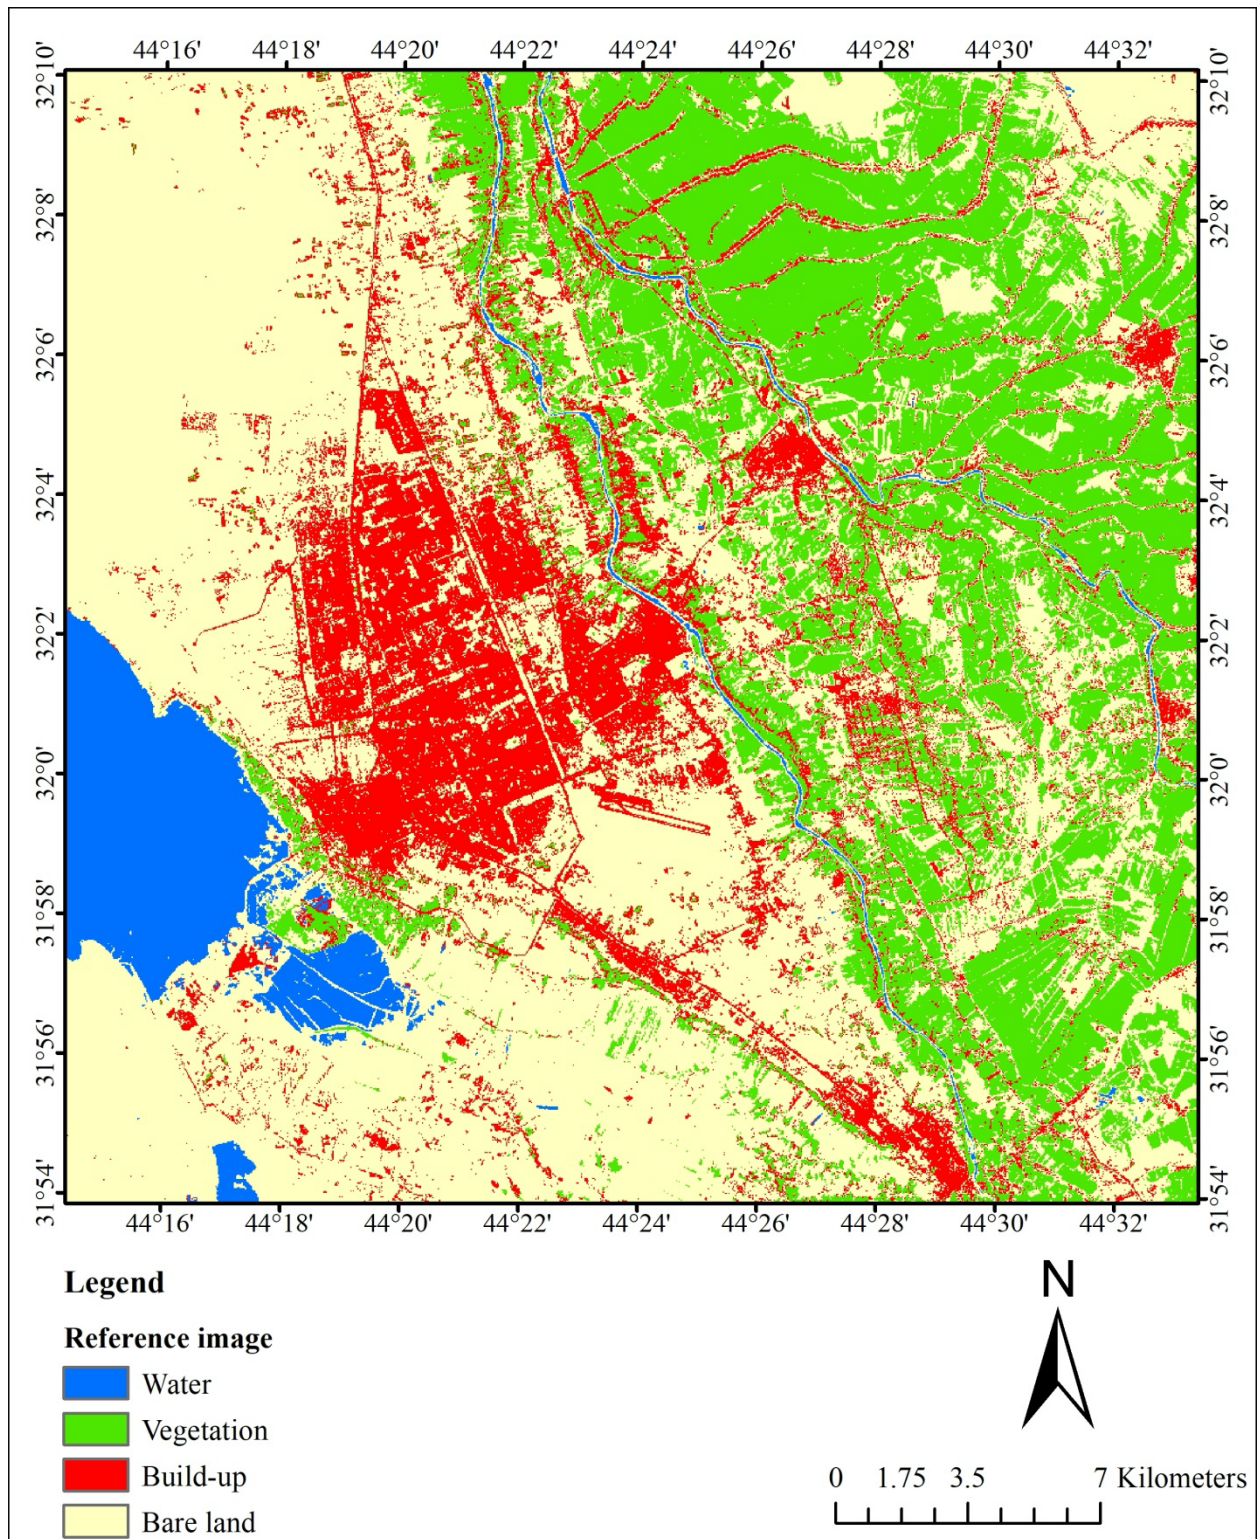 44°16' 44°18' 44°20' 44°22' 44°24' 44°26' 44°28' 44°30' 44°32'
32°10' 32°10'
32°8' 32°8'
32°6' 32°6'
32°4' 32°4'
32°2' 32°2'
32°0' 32°0'
31°58' 31°58'
31°56' 31°56'
31°54' 31°54'
44°16' 44°18' 44°20' 44°22' 44°24' 44°26' 44°28' 44°30' 44°32'
Legend
Reference image
Water
Vegetation
Build-up
Bare land
N
0 1.75 3.5 7 Kilometers